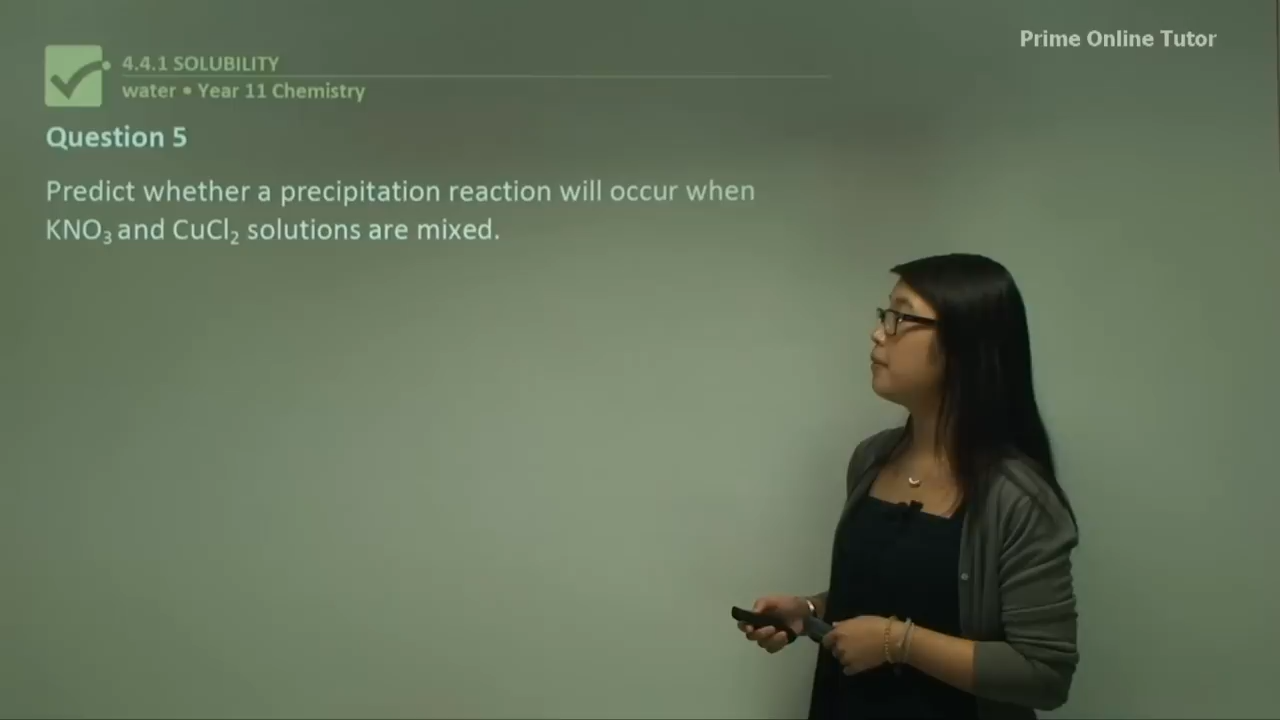 Prime Online Tutor
4.4.1 SOLUBILITY
water • Year 11 Chemistry
Question 5
Predict whether a precipitation reaction will occur when
KNO₃ and CuCl₂ solutions are mixed.